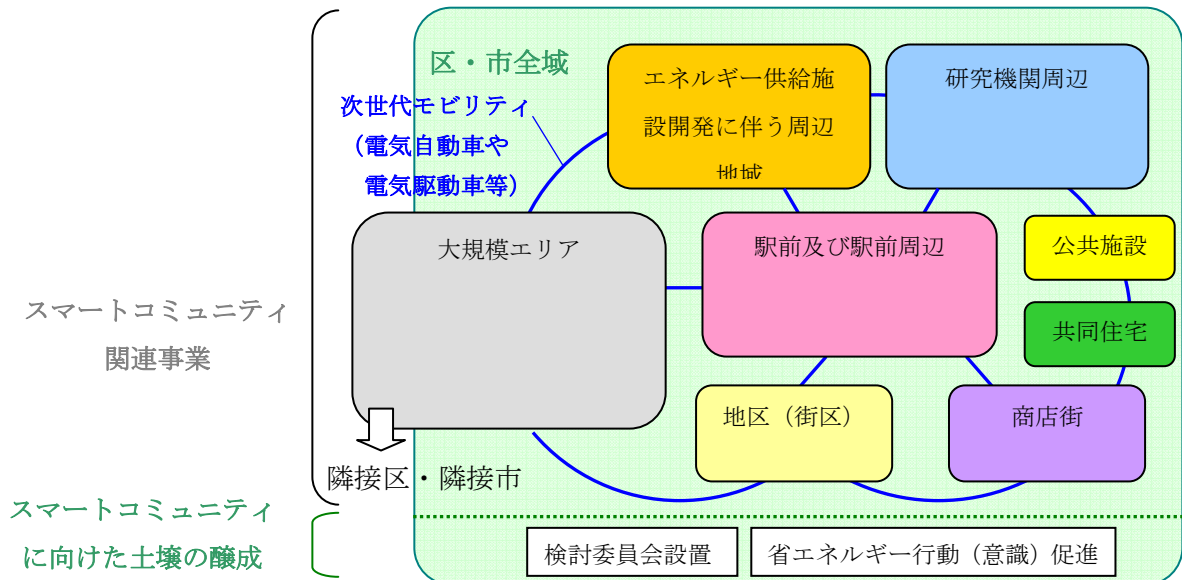 区・市全域
次世代モビリティ
（電気自動車や
電気駆動車等）
エネルギー供給施
設開発に伴う周辺
地域
研究機関周辺
大規模エリア
駅前及び駅前周辺
公共施設
共同住宅
スマートコミュニティ
関連事業
地区（街区）
商店街
隣接区・隣接市
スマートコミュニティ
に向けた土壌の醸成
検討委員会設置
省エネルギー行動（意識）促進